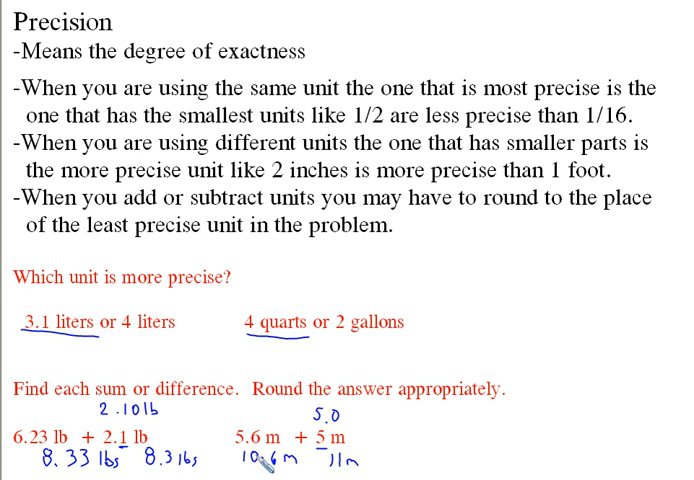 Precision
-Means the degree of exactness
-When you are using the same unit the one that is most precise is the
one that has the smallest units like 1/2 are less precise than 1/16.
-When you are using different units the one that has smaller parts is
the more precise unit like 2 inches is more precise than 1 foot.
-When you add or subtract units you may have to round to the place
of the least precise unit in the problem.
Which unit is more precise?
3.1 liters or 4 liters 4 quarts or 2 gallons
Find each sum or difference. Round the answer appropriately.
2.10 lb 5.0
6.23 lb + 2.1 lb 5.6 m + 5 m
8.33 lbs 8.3 lbs 10.6 m 11m